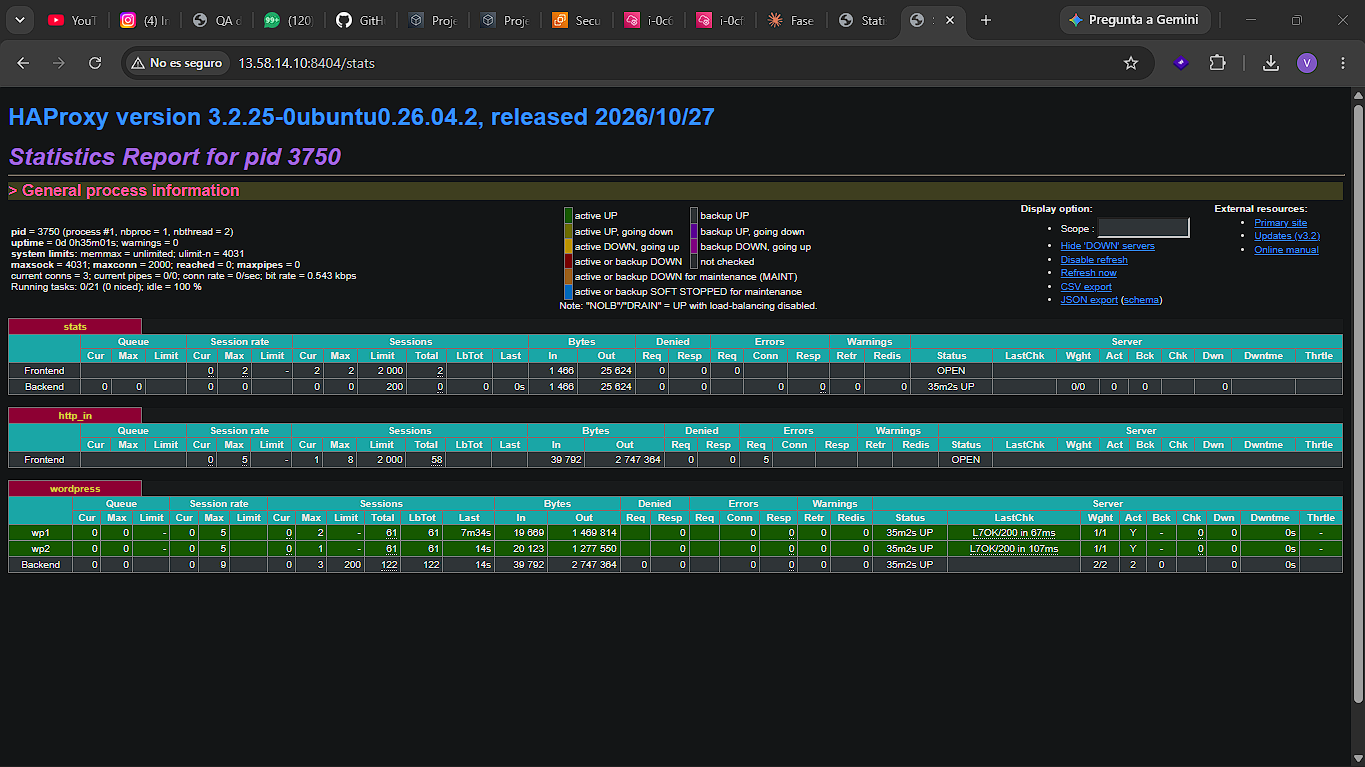 YouT
(4) In
QA d
99+
(120)
GitH
Proje
Proje
Secu
i-0c6
i-0cf
Fase
Stati
Pregunta a Gemini
No es seguro
13.58.14.10:8404/stats
V
HAProxy version 3.2.25-0ubuntu0.26.04.2, released 2026/10/27
Statistics Report for pid 3750
> General process information
pid = 3750 (process #1, nbproc = 1, nbthread = 2)
uptime = 0d 0h35m01s; warnings = 0
system limits: memmax = unlimited; ulimit-n = 4031
maxsock = 4031; maxconn = 2000; reached = 0; maxpipes = 0
current conns = 3; current pipes = 0/0; conn rate = 0/sec; bit rate = 0.543 kbps
Running tasks: 0/21 (0 niced); idle = 100 %
active UP backup UP
active UP, going down backup UP, going down
active DOWN, going up backup DOWN, going up
active or backup DOWN not checked
active or backup DOWN for maintenance (MAINT)
active or backup SOFT STOPPED for maintenance
Note: "NOLB"/"DRAIN" = UP with load-balancing disabled.
Display option:
Scope :
Hide 'DOWN' servers
Disable refresh
Refresh now
CSV export
JSON export (schema)
External resources:
Primary site
Updates (v3.2)
Online manual
stats
Queue Session rate Sessions Bytes Denied Errors Warnings Server
Cur Max Limit Cur Max Limit Cur Max Limit Total LbTot Last In Out Req Resp Req Conn Resp Retr Redis Status LastChk Wght Act Bck Chk Dwn Dwntme Thrtle
Frontend 0 2 - 2 2 2 000 2 1 466 25 624 0 0 0 OPEN
Backend 0 0 0 0 0 0 200 0 0 0s 1 466 25 624 0 0 0 0 0 0 35m2s UP 0/0 0 0 0
http_in
Queue Session rate Sessions Bytes Denied Errors Warnings Server
Cur Max Limit Cur Max Limit Cur Max Limit Total LbTot Last In Out Req Resp Req Conn Resp Retr Redis Status LastChk Wght Act Bck Chk Dwn Dwntme Thrtle
Frontend 0 5 - 1 8 2 000 58 39 792 2 747 364 0 0 5 OPEN
wordpress
Queue Session rate Sessions Bytes Denied Errors Warnings Server
Cur Max Limit Cur Max Limit Cur Max Limit Total LbTot Last In Out Req Resp Req Conn Resp Retr Redis Status LastChk Wght Act Bck Chk Dwn Dwntme Thrtle
wp1 0 0 - 0 5 0 2 - 61 61 7m34s 19 669 1 469 814 0 0 0 0 0 35m2s UP L7OK/200 in 67ms 1/1 Y - 0 0 0s -
wp2 0 0 - 0 5 0 1 - 61 61 14s 20 123 1 277 550 0 0 0 0 0 35m2s UP L7OK/200 in 107ms 1/1 Y - 0 0 0s -
Backend 0 0 0 9 0 3 200 122 122 14s 39 792 2 747 364 0 0 0 0 0 0 35m2s UP 2/2 2 0 0 0s